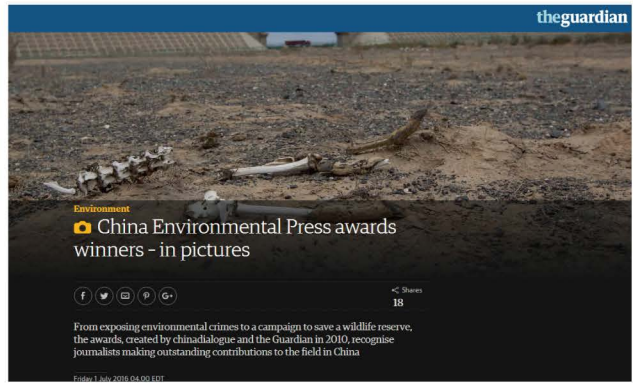 theguardian
Environment
China Environmental Press awards
winners – in pictures
Shares
18
From exposing environmental crimes to a campaign to save a wildlife reserve,
the awards, created by chinadialogue and the Guardian in 2010, recognise
journalists making outstanding contributions to the field in China
Friday 1 July 2016 04.00 EDT